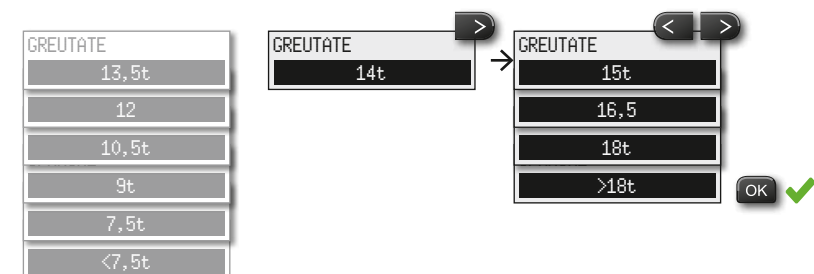 GREUTATE
13,5t
12
10,5t
9t
7,5t
<7,5t
>
GREUTATE
14t
< >
GREUTATE
15t
16,5
18t
>18t
OK